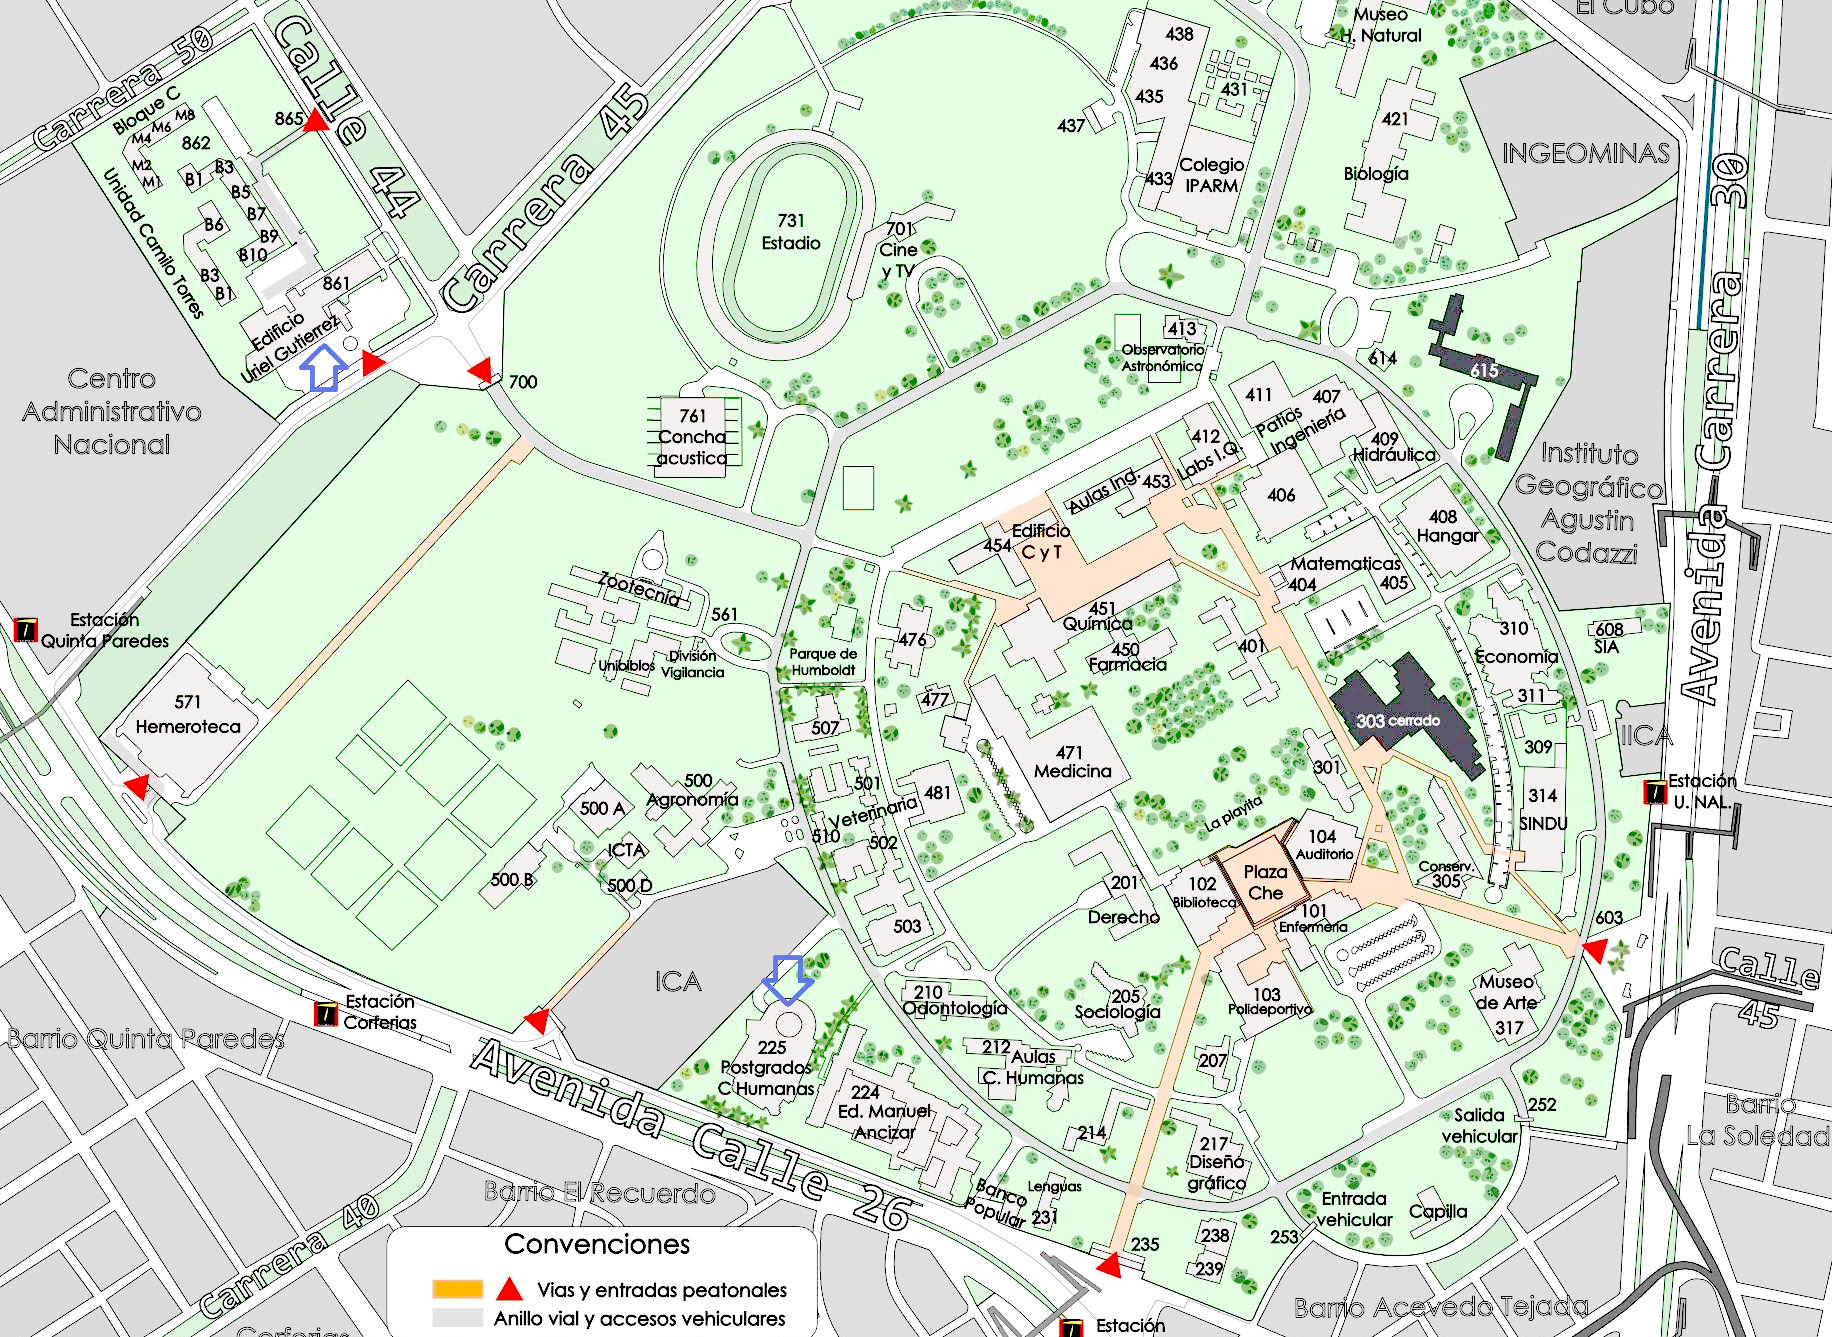 El Cubo
Museo
H. Natural
Carrera 50
Calle 44
Carrera 45
438
436
435
431
437
433
Colegio
IPARM
421
Biología
INGEOMINAS
Avenida Carrera 30
Bloque C
M8
M6
M4
M2
M1
862
865
B1
B3
B5
B7
B9
B10
B6
B3
B1
Unidad Camilo Torres
861
Edificio
Uriel Gutierrez
731
Estadio
701
Cine
y TV
413
Observatorio
Astronómico
614
615
Centro
Administrativo
Nacional
700
761
Concha
acustica
411
407
Patios
Ingeniería
409
Hidráulica
412
Labs I.Q.
406
408
Hangar
Instituto
Geográfico
Agustin
Codazzi
Aulas Ing.
453
Edificio
C y T
454
Matematicas
404
405
Zootecnia
561
Unibiblos
División
Vigilancia
Parque de
Humboldt
476
477
451
Química
450
Farmacia
401
310
Economía
311
608
SIA
IICA
Estación
Quinta Paredes
571
Hemeroteca
507
471
Medicina
303 cerrado
309
301
314
SINDU
Estación
U. NAL.
500
Agronomía
500 A
ICTA
500 B
500 D
501
Veterinaria
510
502
481
503
La playita
104
Auditorio
Plaza
Che
102
Biblioteca
101
Enfermeria
Conserv.
305
201
Derecho
603
Calle
45
ICA
Estación
Corferias
Barrio Quinta Paredes
210
Odontología
205
Sociología
103
Polideportivo
Museo
de Arte
317
225
Postgrados
C Humanas
224
Ed. Manuel
Ancizar
212
Aulas
C. Humanas
207
214
217
Diseño
gráfico
252
Salida
vehicular
Entrada
vehicular
Capilla
253
Barrio
La Soledad
Avenida Calle 26
Barrio El Recuerdo
Banco
Popular
Lenguas
231
235
238
239
Carrera 40
Corferias
Barrio Acevedo Tejada
Estación
Convenciones
Vias y entradas peatonales
Anillo vial y accesos vehiculares